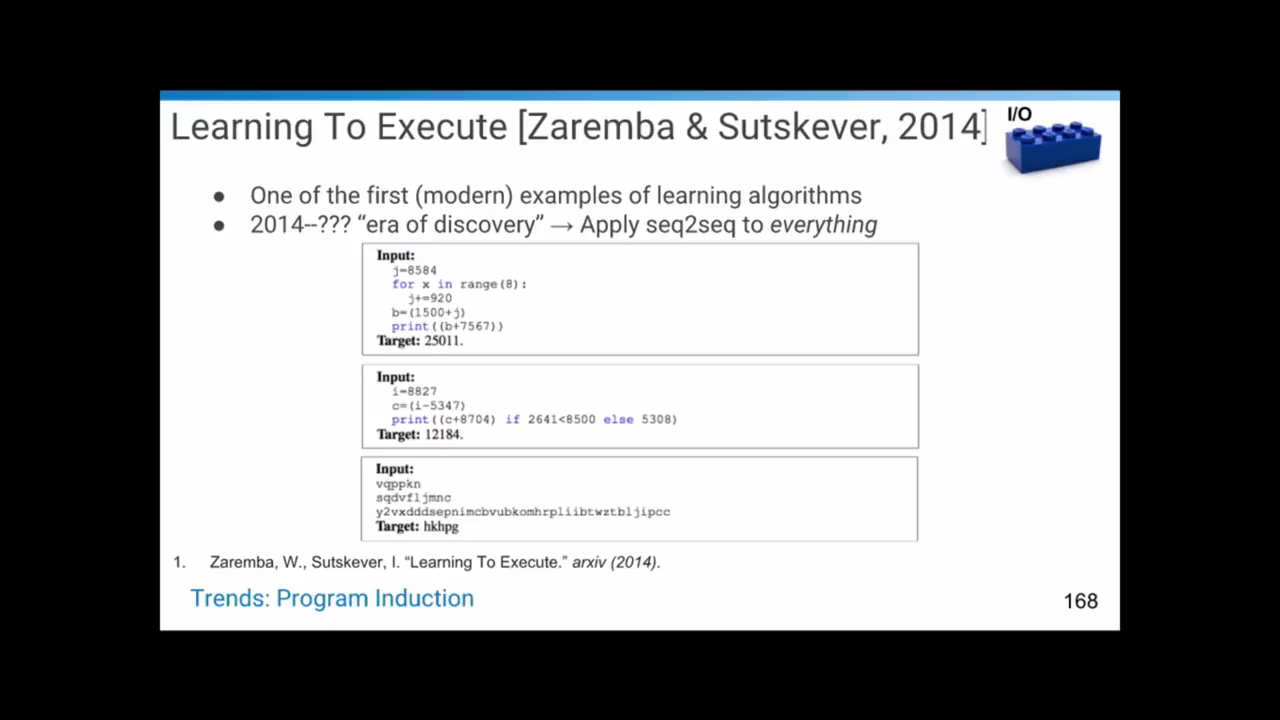 Learning To Execute [Zaremba & Sutskever, 2014]
I/O
● One of the first (modern) examples of learning algorithms
● 2014--??? “era of discovery” → Apply seq2seq to everything
Input:
j=8584
for x in range(8):
j+=920
b=(1500+j)
print((b+7567))
Target: 25011.
Input:
i=8827
c=(i-5347)
print((c+8704) if 2641<8500 else 5308)
Target: 12184.
Input:
vqppkn
sqdvfljmnc
y2vxdddsepnimcbvubkomhrpliibtwztbljipcc
Target: hkhpg
1. Zaremba, W., Sutskever, I. “Learning To Execute.” arxiv (2014).
Trends: Program Induction
168